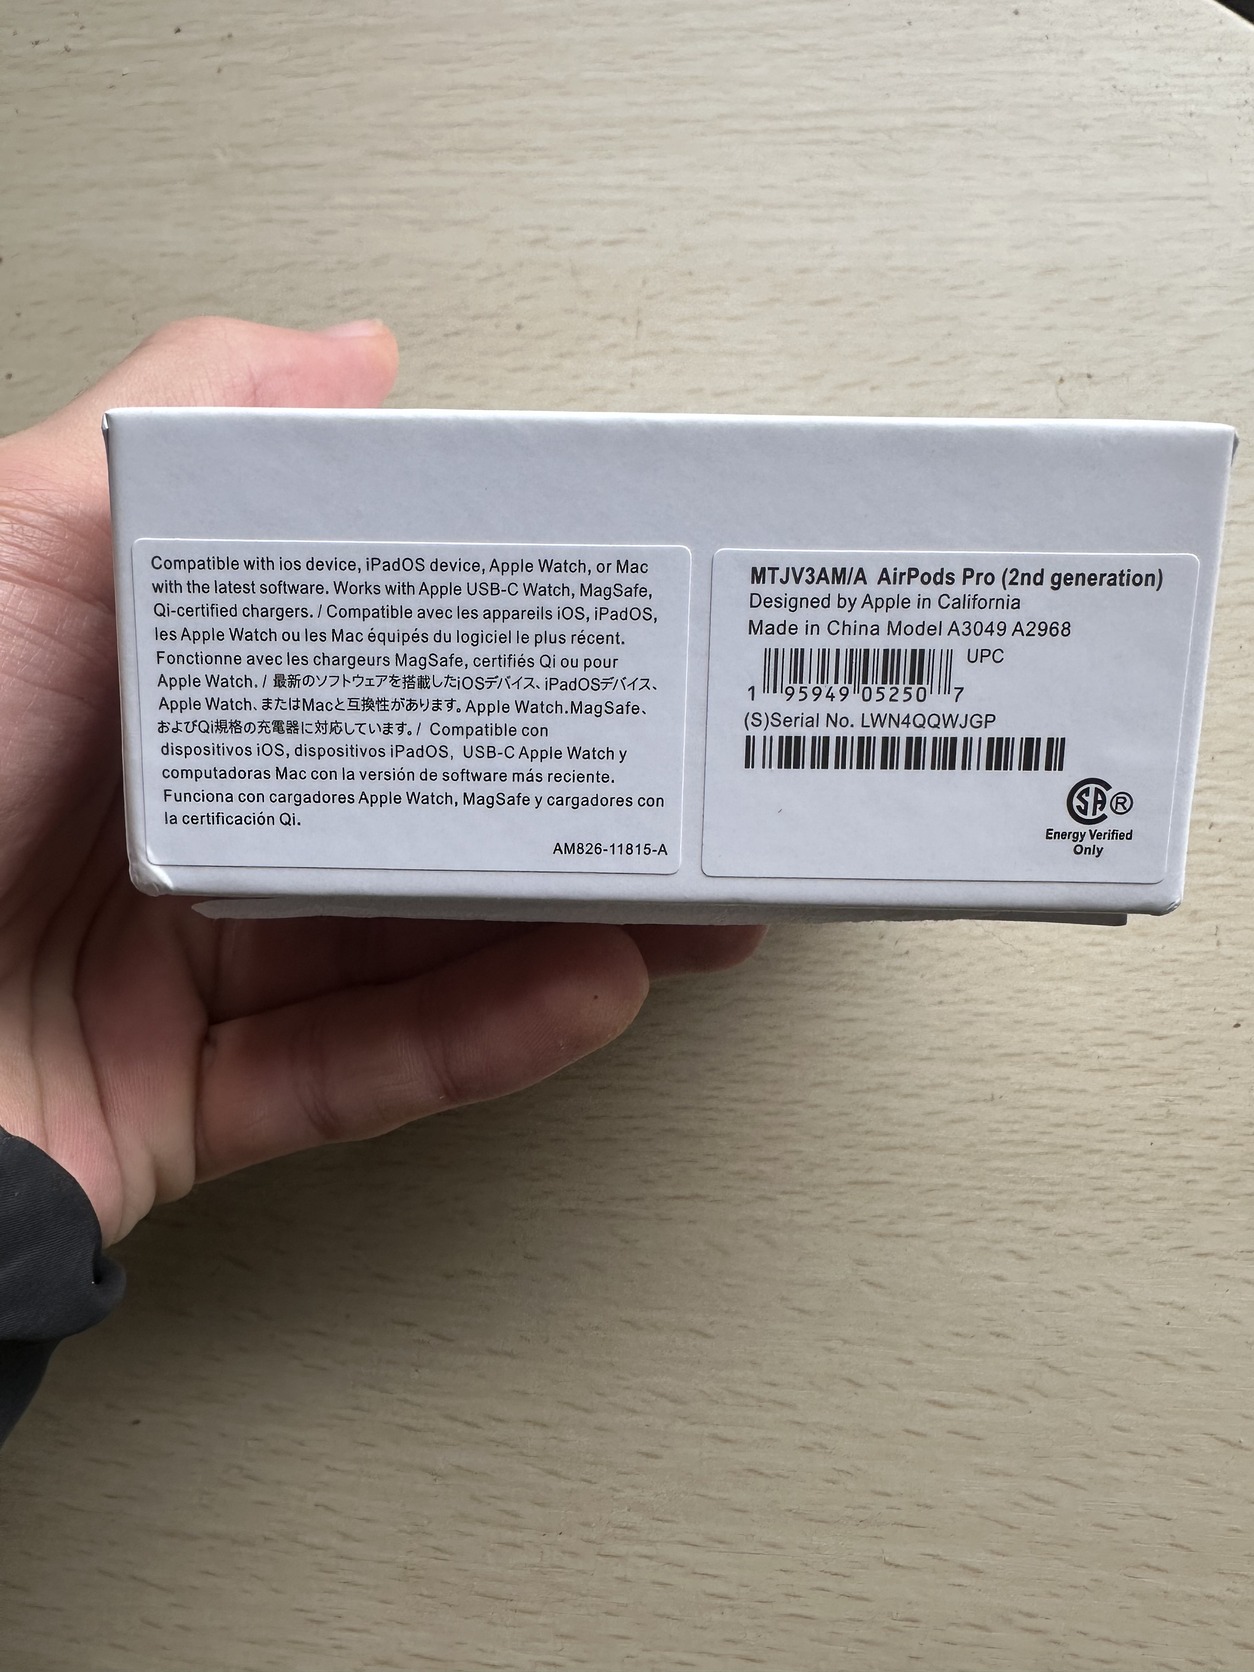 Compatible with ios device, iPadOS device, Apple Watch, or Mac
with the latest software. Works with Apple USB-C Watch, MagSafe,
Qi-certified chargers. / Compatible avec les appareils iOS, iPadOS,
les Apple Watch ou les Mac équipés du logiciel le plus récent.
Fonctionne avec les chargeurs MagSafe, certifiés Qi ou pour
Apple Watch. / 最新のソフトウェアを搭載したiOSデバイス、iPadOSデバイス、
Apple Watch、またはMacと互換性があります。Apple Watch.MagSafe、
およびQi規格の充電器に対応しています。/ Compatible con
dispositivos iOS, dispositivos iPadOS, USB-C Apple Watch y
computadoras Mac con la versión de software más reciente.
Funciona con cargadores Apple Watch, MagSafe y cargadores con
la certificación Qi.
AM826-11815-A
MTJV3AM/A AirPods Pro (2nd generation)
Designed by Apple in California
Made in China Model A3049 A2968
UPC
1 95949 05250 7
(S)Serial No. LWN4QQWJGP
SA ®
Energy Verified
Only